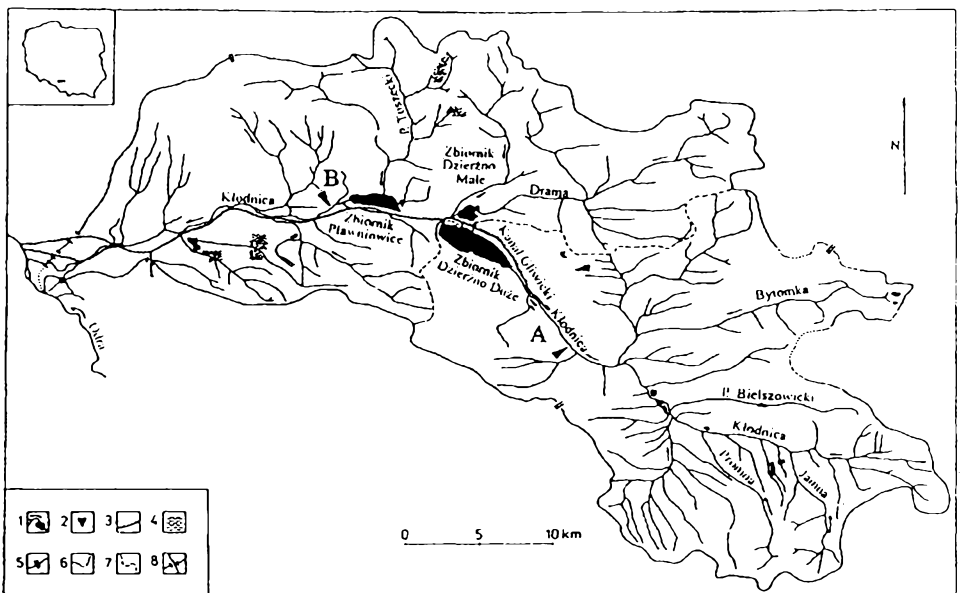 P. Toszecki
Zbiornik
Dzierżno
Małe
N
B
Drama
Kłodnica
Zbiornik
Pławniowice
Kanał Gliwicki
Zbiornik
Dzierżno Duże
Kłodnica
A
Bytomka
Odra
P. Bielszowicki
Kłodnica
Promna
Jamna
1 2 3 4
5 6 7 8
0 5 10 km